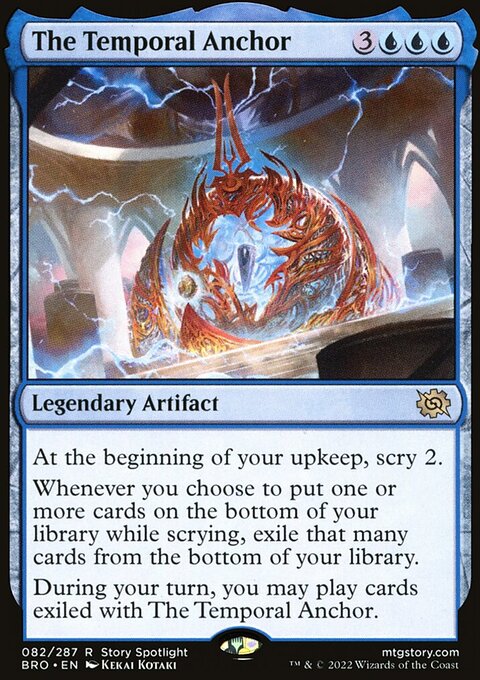 The Temporal Anchor 3
Legendary Artifact
At the beginning of your upkeep, scry 2.
Whenever you choose to put one or
more cards on the bottom of your
library while scrying, exile that many
cards from the bottom of your library.
During your turn, you may play cards
exiled with The Temporal Anchor.
082/287 R Story Spotlight mtgstory.com
BRO • EN Kekai Kotaki ™ & © 2022 Wizards of the Coast